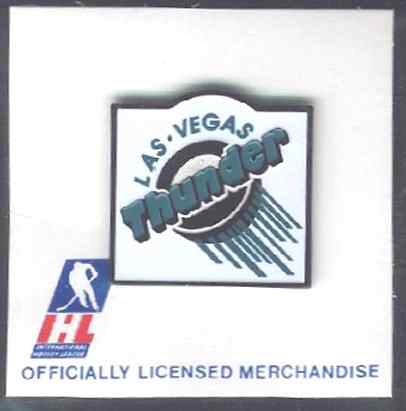 LAS·VEGAS
Thunder
IHL
INTERNATIONAL
HOCKEY LEAGUE
OFFICIALLY LICENSED MERCHANDISE